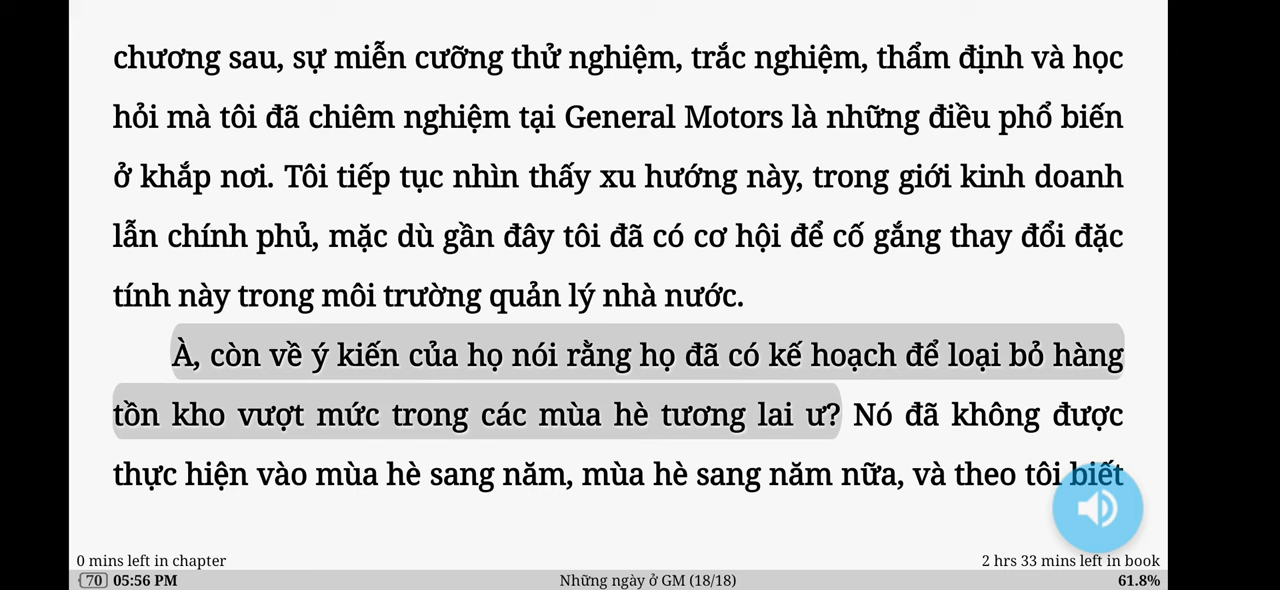 chương sau, sự miễn cưỡng thử nghiệm, trắc nghiệm, thẩm định và học
hỏi mà tôi đã chiêm nghiệm tại General Motors là những điều phổ biến
ở khắp nơi. Tôi tiếp tục nhìn thấy xu hướng này, trong giới kinh doanh
lẫn chính phủ, mặc dù gần đây tôi đã có cơ hội để cố gắng thay đổi đặc
tính này trong môi trường quản lý nhà nước.
À, còn về ý kiến của họ nói rằng họ đã có kế hoạch để loại bỏ hàng
tồn kho vượt mức trong các mùa hè tương lai ư? Nó đã không được
thực hiện vào mùa hè sang năm, mùa hè sang năm nữa, và theo tôi biết
0 mins left in chapter 2 hrs 33 mins left in book
70 05:56 PM Những ngày ở GM (18/18) 61.8%